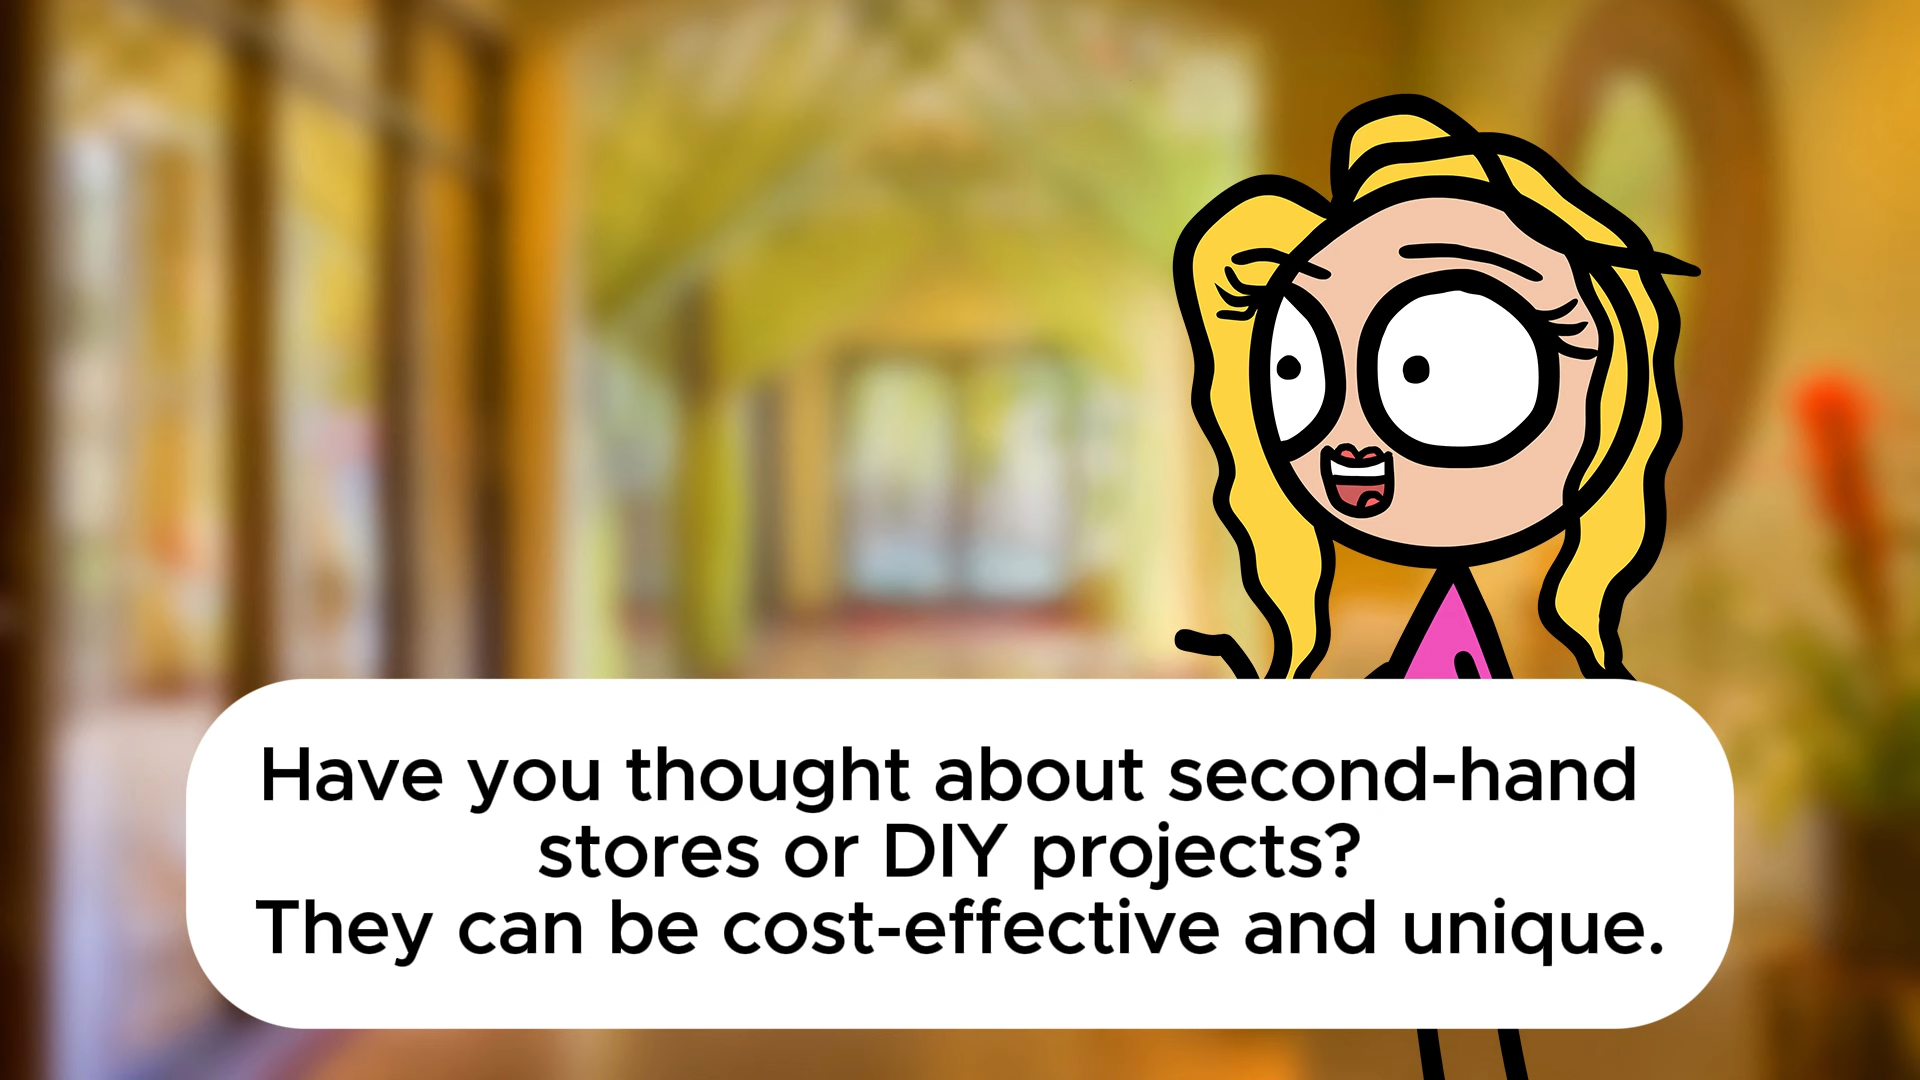 Have you thought about second-hand
stores or DIY projects?
They can be cost-effective and unique.